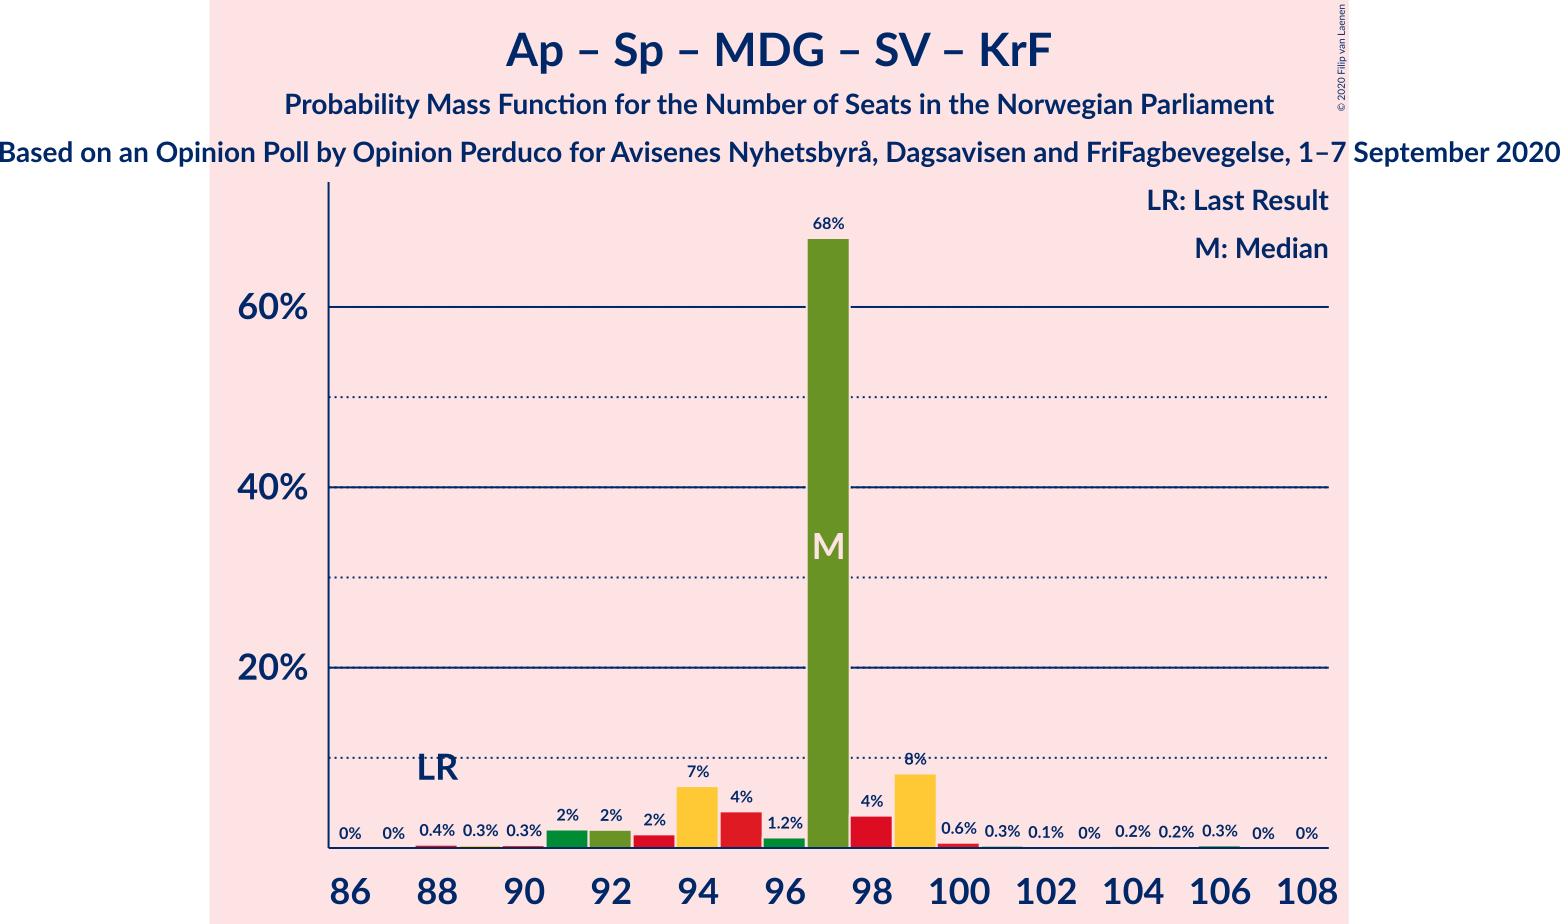 Ap – Sp – MDG – SV – KrF
© 2020 Filip van Laenen
Probability Mass Function for the Number of Seats in the Norwegian Parliament
Based on an Opinion Poll by Opinion Perduco for Avisenes Nyhetsbyrå, Dagsavisen and FriFagbevegelse, 1–7 September 2020
LR: Last Result
M: Median
68%
60%
40%
M
20%
LR
0% 0% 0.4% 0.3% 0.3% 2% 2% 2% 7% 4% 1.2% 4% 8% 0.6% 0.3% 0.1% 0% 0.2% 0.2% 0.3% 0% 0%
86 88 90 92 94 96 98 100 102 104 106 108